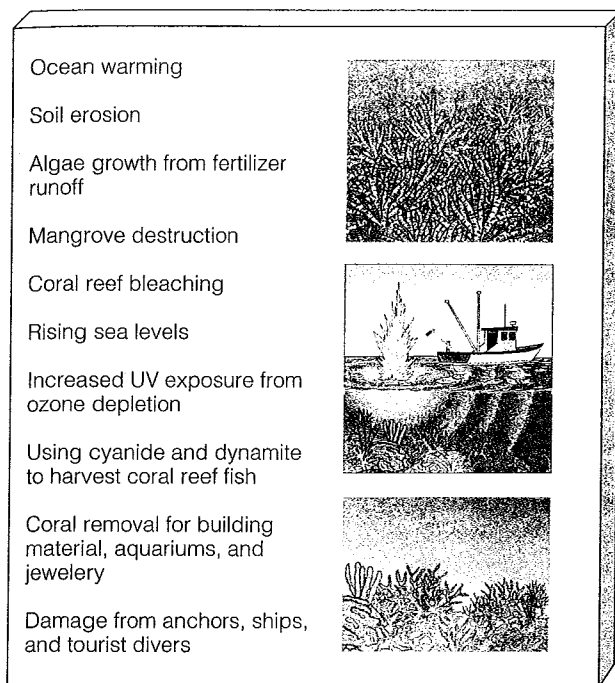 Ocean warming
Soil erosion
Algae growth from fertilizer
runoff
Mangrove destruction
Coral reef bleaching
Rising sea levels
Increased UV exposure from
ozone depletion
Using cyanide and dynamite
to harvest coral reef fish
Coral removal for building
material, aquariums, and
jewelery
Damage from anchors, ships,
and tourist divers